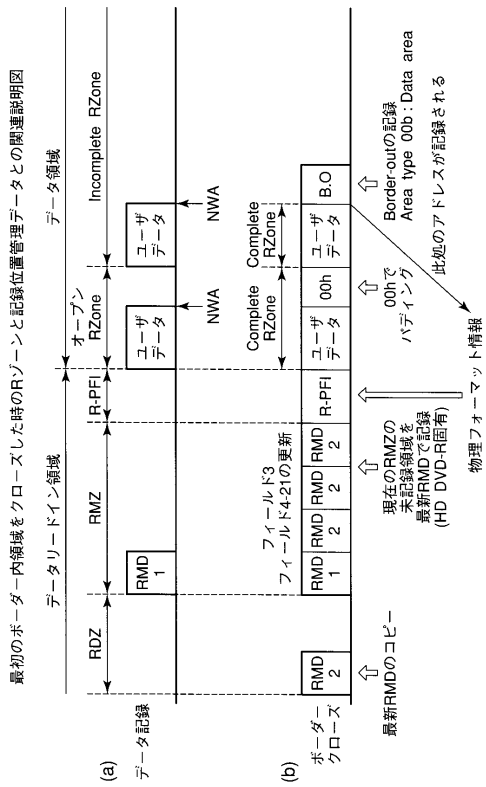 最初のボーダー内領域をクローズした時のRゾーンと記録位置管理データとの関連説明図
データリードイン領域
データ領域
RDZ
RMZ
R-PFI
オープン
RZone
Incomplete RZone
(a)
データ記録
RMD
1
ユーザ
データ
ユーザ
データ
NWA
NWA
フィールド3
フィールド4-21の更新
Complete
RZone
Complete
RZone
(b)
ボーダー
クローズ
RMD
2
RMD
1
RMD
2
RMD
2
RMD
2
R-PFI
ユーザ
データ
00h
ユーザ
データ
B.O
最新RMDのコピー
現在のRMZの
未記録領域を
最新RMDで記録
(HD DVD-R固有)
00hで
パディング
Border-outの記録
Area type 00b : Data area
此処のアドレスが記録される
物理フォーマット情報